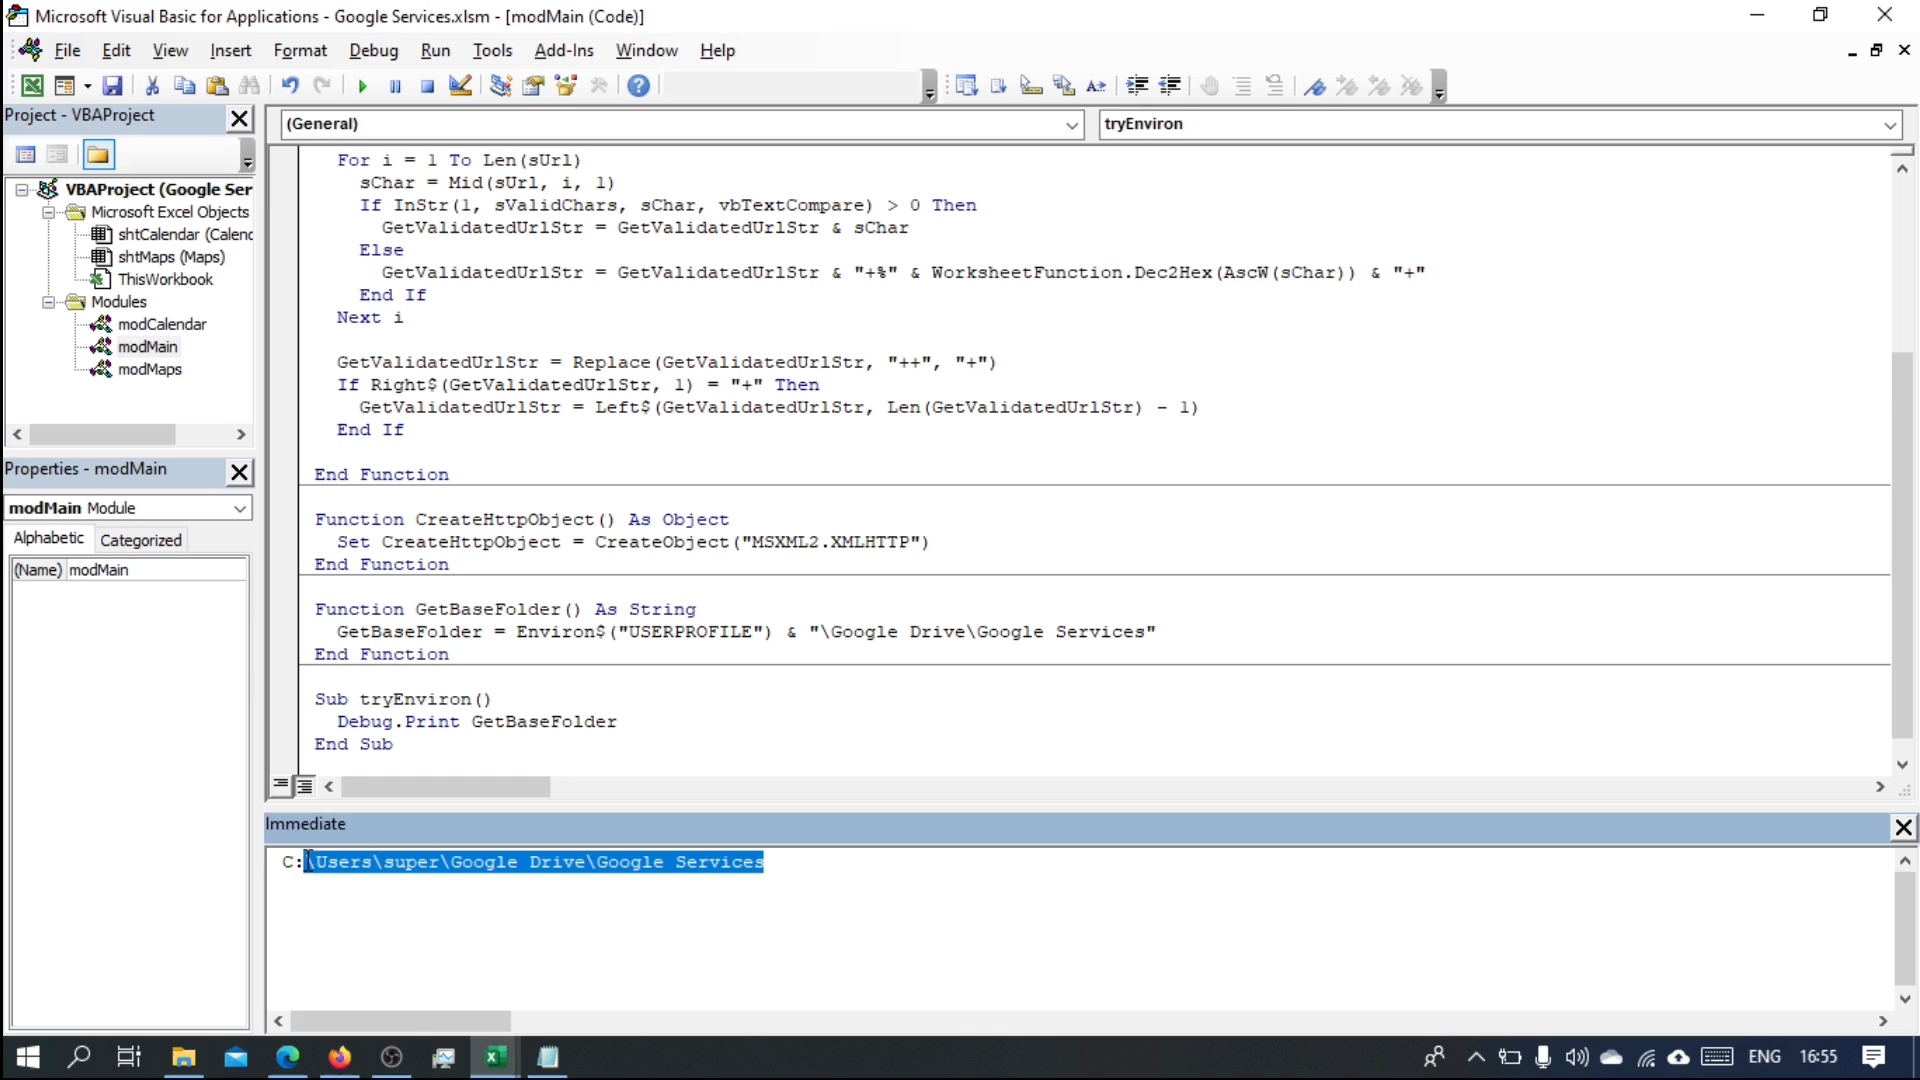 Microsoft Visual Basic for Applications - Google Services.xlsm - [modMain (Code)]
File Edit View Insert Format Debug Run Tools Add-Ins Window Help
Project - VBAProject
VBAProject (Google Ser
Microsoft Excel Objects
shtCalendar (Calend
shtMaps (Maps)
ThisWorkbook
Modules
modCalendar
modMain
modMaps
Properties - modMain
modMain Module
Alphabetic Categorized
(Name) modMain
(General) tryEnviron
For i = 1 To Len(sUrl)
sChar = Mid(sUrl, i, 1)
If InStr(1, sValidChars, sChar, vbTextCompare) > 0 Then
GetValidatedUrlStr = GetValidatedUrlStr & sChar
Else
GetValidatedUrlStr = GetValidatedUrlStr & "+%" & WorksheetFunction.Dec2Hex(AscW(sChar)) & "+"
End If
Next i
GetValidatedUrlStr = Replace(GetValidatedUrlStr, "++", "+")
If Right$(GetValidatedUrlStr, 1) = "+" Then
GetValidatedUrlStr = Left$(GetValidatedUrlStr, Len(GetValidatedUrlStr) - 1)
End If
End Function
Function CreateHttpObject() As Object
Set CreateHttpObject = CreateObject("MSXML2.XMLHTTP")
End Function
Function GetBaseFolder() As String
GetBaseFolder = Environ$("USERPROFILE") & "\Google Drive\Google Services"
End Function
Sub tryEnviron()
Debug.Print GetBaseFolder
End Sub
Immediate
C:\Users\super\Google Drive\Google Services
ENG 16:55